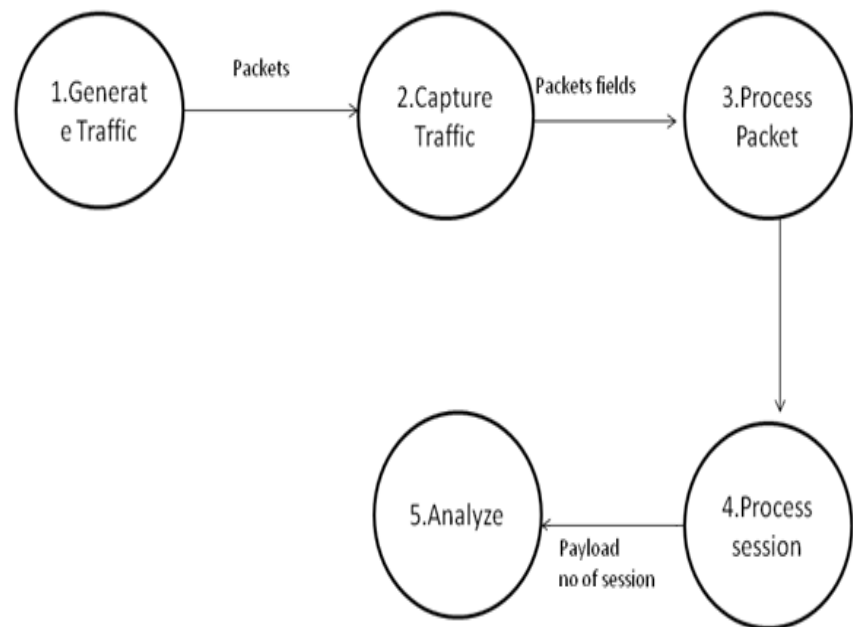 1.Generat
e Traffic
Packets
2.Capture
Traffic
Packets fields
3.Process
Packet
4.Process
session
Payload
no of session
5.Analyze